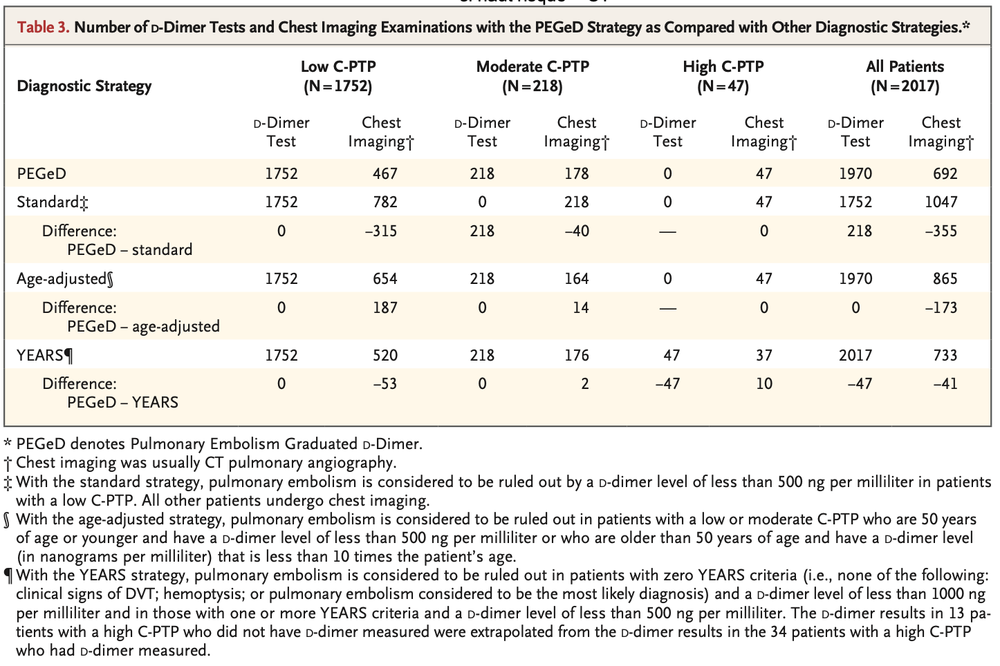 Table 3. Number of D-Dimer Tests and Chest Imaging Examinations with the PEGeD Strategy as Compared with Other Diagnostic Strategies.*
Diagnostic Strategy
Low C-PTP (N=1752)
Moderate C-PTP (N=218)
High C-PTP (N=47)
All Patients (N=2017)
D-Dimer Test Chest Imaging† D-Dimer Test Chest Imaging† D-Dimer Test Chest Imaging† D-Dimer Test Chest Imaging†
PEGeD 1752 467 218 178 0 47 1970 692
Standard‡ 1752 782 0 218 0 47 1752 1047
Difference: PEGeD – standard 0 –315 218 –40 — 0 218 –355
Age-adjusted§ 1752 654 218 164 0 47 1970 865
Difference: PEGeD – age-adjusted 0 187 0 14 — 0 0 –173
YEARS¶ 1752 520 218 176 47 37 2017 733
Difference: PEGeD – YEARS 0 –53 0 2 –47 10 –47 –41
* PEGeD denotes Pulmonary Embolism Graduated D-Dimer.
† Chest imaging was usually CT pulmonary angiography.
‡ With the standard strategy, pulmonary embolism is considered to be ruled out by a D-dimer level of less than 500 ng per milliliter in patients
with a low C-PTP. All other patients undergo chest imaging.
§ With the age-adjusted strategy, pulmonary embolism is considered to be ruled out in patients with a low or moderate C-PTP who are 50 years
of age or younger and have a D-dimer level of less than 500 ng per milliliter or who are older than 50 years of age and have a D-dimer level
(in nanograms per milliliter) that is less than 10 times the patient’s age.
¶ With the YEARS strategy, pulmonary embolism is considered to be ruled out in patients with zero YEARS criteria (i.e., none of the following:
clinical signs of DVT; hemoptysis; or pulmonary embolism considered to be the most likely diagnosis) and a D-dimer level of less than 1000 ng
per milliliter and in those with one or more YEARS criteria and a D-dimer level of less than 500 ng per milliliter. The D-dimer results in 13 pa-
tients with a high C-PTP who did not have D-dimer measured were extrapolated from the D-dimer results in the 34 patients with a high C-PTP
who had D-dimer measured.